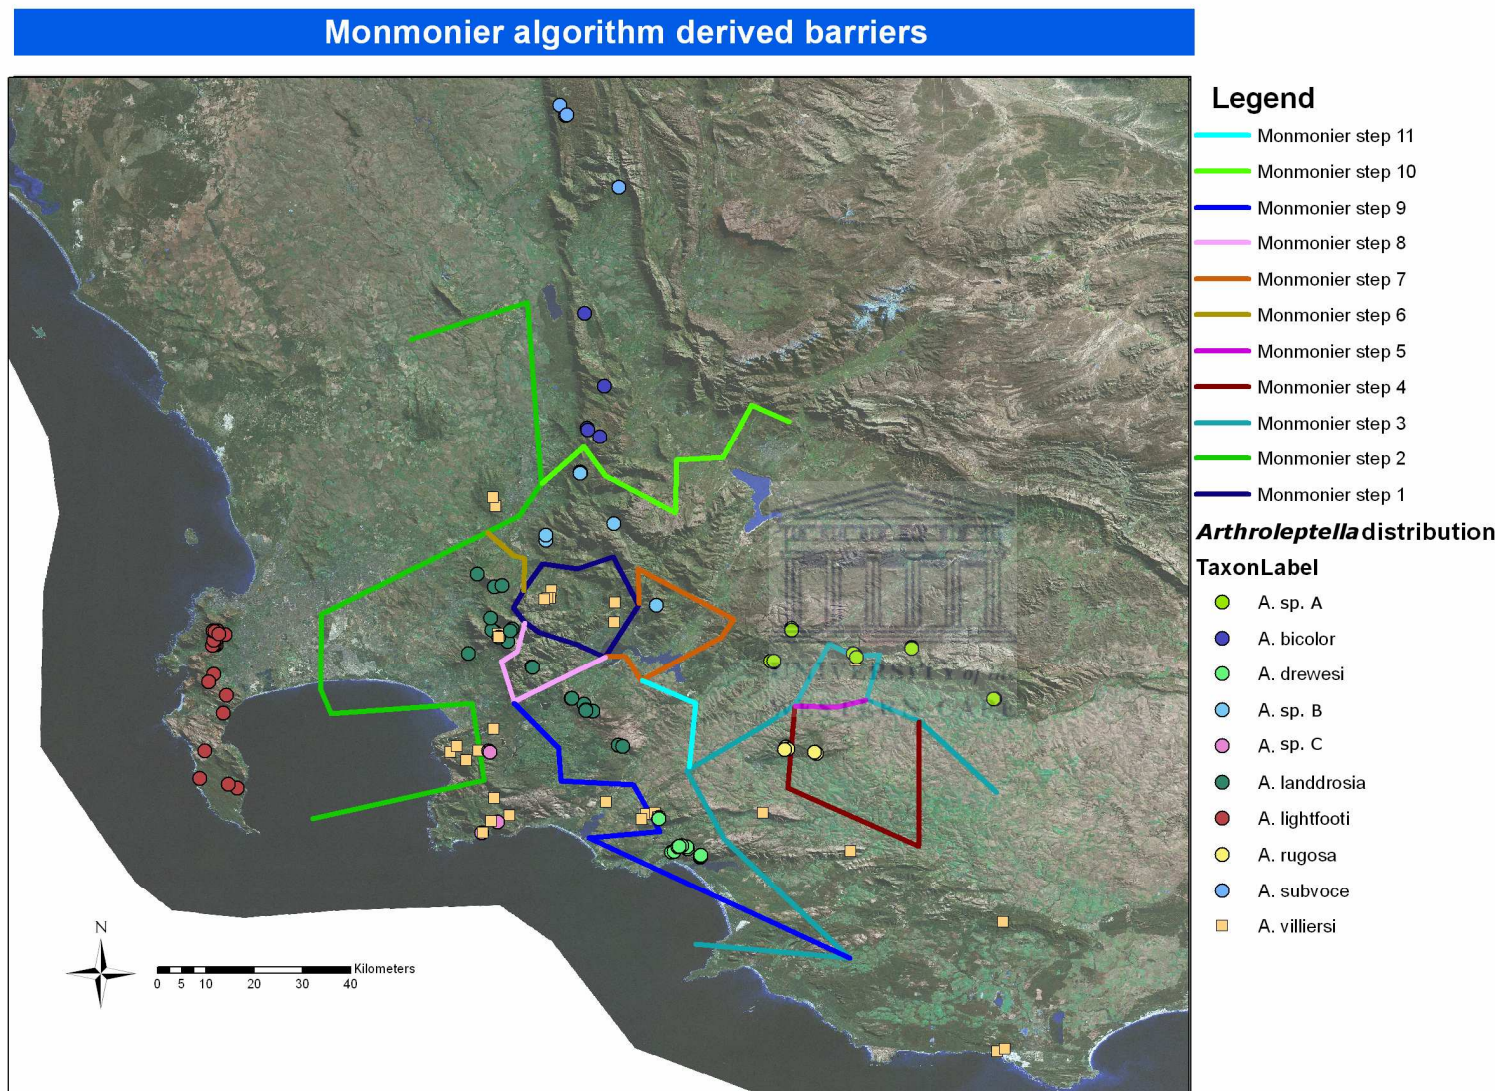 Monmonier algorithm derived barriers
Legend
Monmonier step 11
Monmonier step 10
Monmonier step 9
Monmonier step 8
Monmonier step 7
Monmonier step 6
Monmonier step 5
Monmonier step 4
Monmonier step 3
Monmonier step 2
Monmonier step 1
Arthroleptella distribution
TaxonLabel
A. sp. A
A. bicolor
A. drewesi
A. sp. B
A. sp. C
A. landdrosia
A. lightfooti
A. rugosa
A. subvoce
A. villiersi
UNIVERSITY of the
N
Kilometers
0 5 10 20 30 40